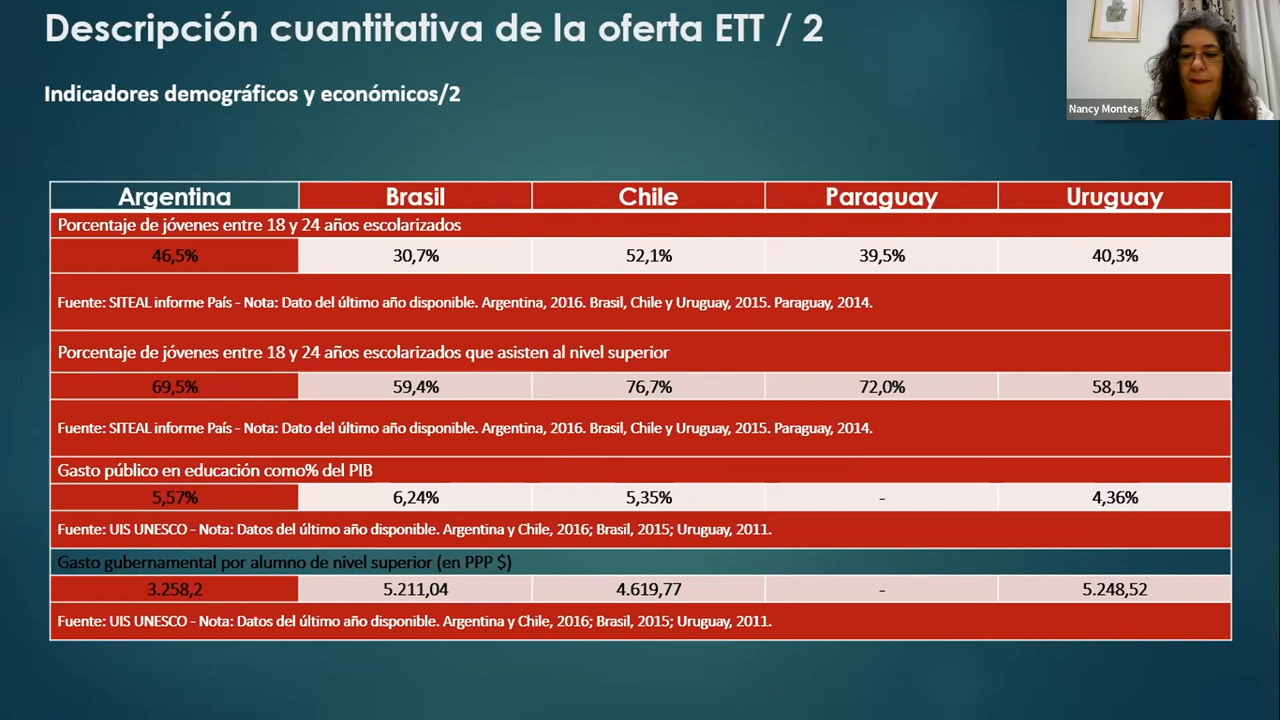 Descripción cuantitativa de la oferta ETT / 2
Indicadores demográficos y económicos/2
Nancy Montes
Argentina Brasil Chile Paraguay Uruguay
Porcentaje de jóvenes entre 18 y 24 años escolarizados
46,5% 30,7% 52,1% 39,5% 40,3%
Fuente: SITEAL informe País - Nota: Dato del último año disponible. Argentina, 2016. Brasil, Chile y Uruguay, 2015. Paraguay, 2014.
Porcentaje de jóvenes entre 18 y 24 años escolarizados que asisten al nivel superior
69,5% 59,4% 76,7% 72,0% 58,1%
Fuente: SITEAL informe País - Nota: Dato del último año disponible. Argentina, 2016. Brasil, Chile y Uruguay, 2015. Paraguay, 2014.
Gasto público en educación como% del PIB
5,57% 6,24% 5,35% - 4,36%
Fuente: UIS UNESCO - Nota: Datos del último año disponible. Argentina y Chile, 2016; Brasil, 2015; Uruguay, 2011.
Gasto gubernamental por alumno de nivel superior (en PPP $)
3.258,2 5.211,04 4.619,77 - 5.248,52
Fuente: UIS UNESCO - Nota: Datos del último año disponible. Argentina y Chile, 2016; Brasil, 2015; Uruguay, 2011.